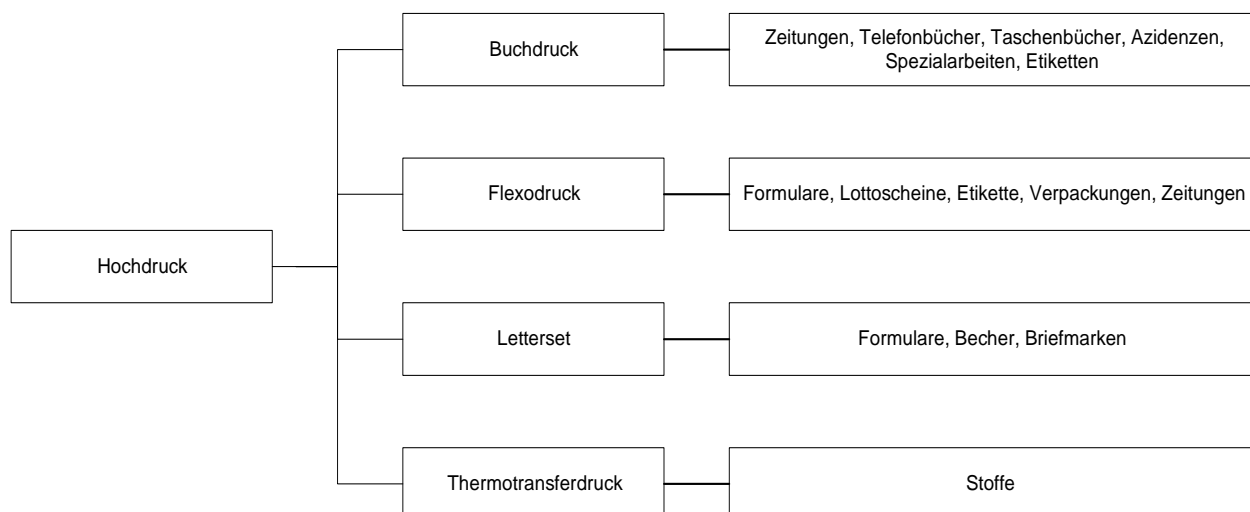 Buchdruck
Zeitungen, Telefonbücher, Taschenbücher, Azidenzen,
Spezialarbeiten, Etiketten
Flexodruck
Formulare, Lottoscheine, Etikette, Verpackungen, Zeitungen
Hochdruck
Letterset
Formulare, Becher, Briefmarken
Thermotransferdruck
Stoffe